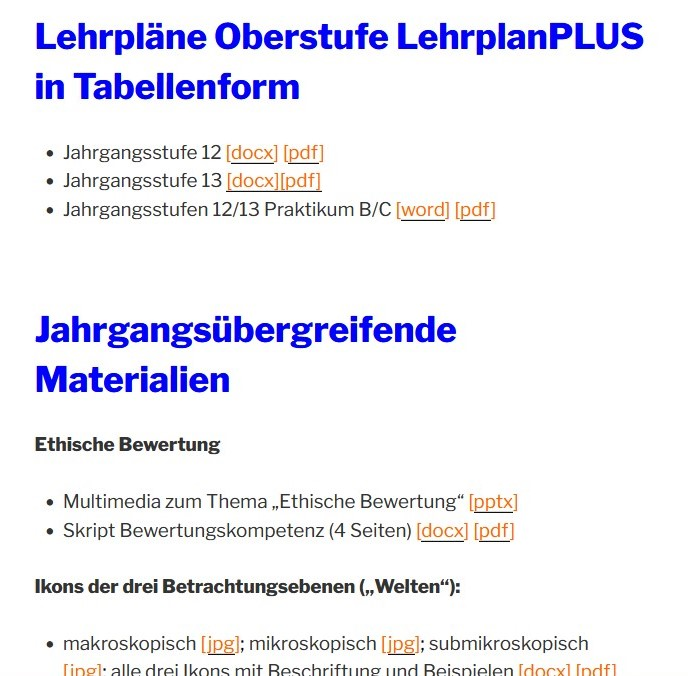 Lehrpläne Oberstufe LehrplanPLUS
in Tabellenform
• Jahrgangsstufe 12 [docx] [pdf]
• Jahrgangsstufe 13 [docx][pdf]
• Jahrgangsstufen 12/13 Praktikum B/C [word] [pdf]
Jahrgangsübergreifende
Materialien
Ethische Bewertung
• Multimedia zum Thema „Ethische Bewertung“ [pptx]
• Skript Bewertungskompetenz (4 Seiten) [docx] [pdf]
Ikons der drei Betrachtungsebenen („Welten“):
• makroskopisch [jpg]; mikroskopisch [jpg]; submikroskopisch
[jpg]; alle drei Ikons mit Beschriftung und Beispielen [docx] [pdf]